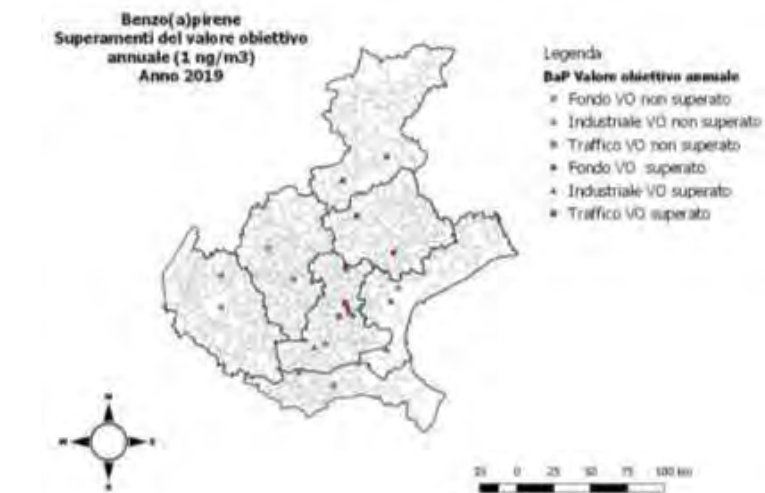 Benzo(a)pirene
Superamenti del valore obiettivo
annuale (1 ng/m3)
Anno 2019
Legenda
BaP Valore obiettivo annuale
Fondo VO non superato
Industriale VO non superato
Traffico VO non superato
Fondo VO superato
Industriale VO superato
Traffico VO superato
25 0 25 50 75 100 km